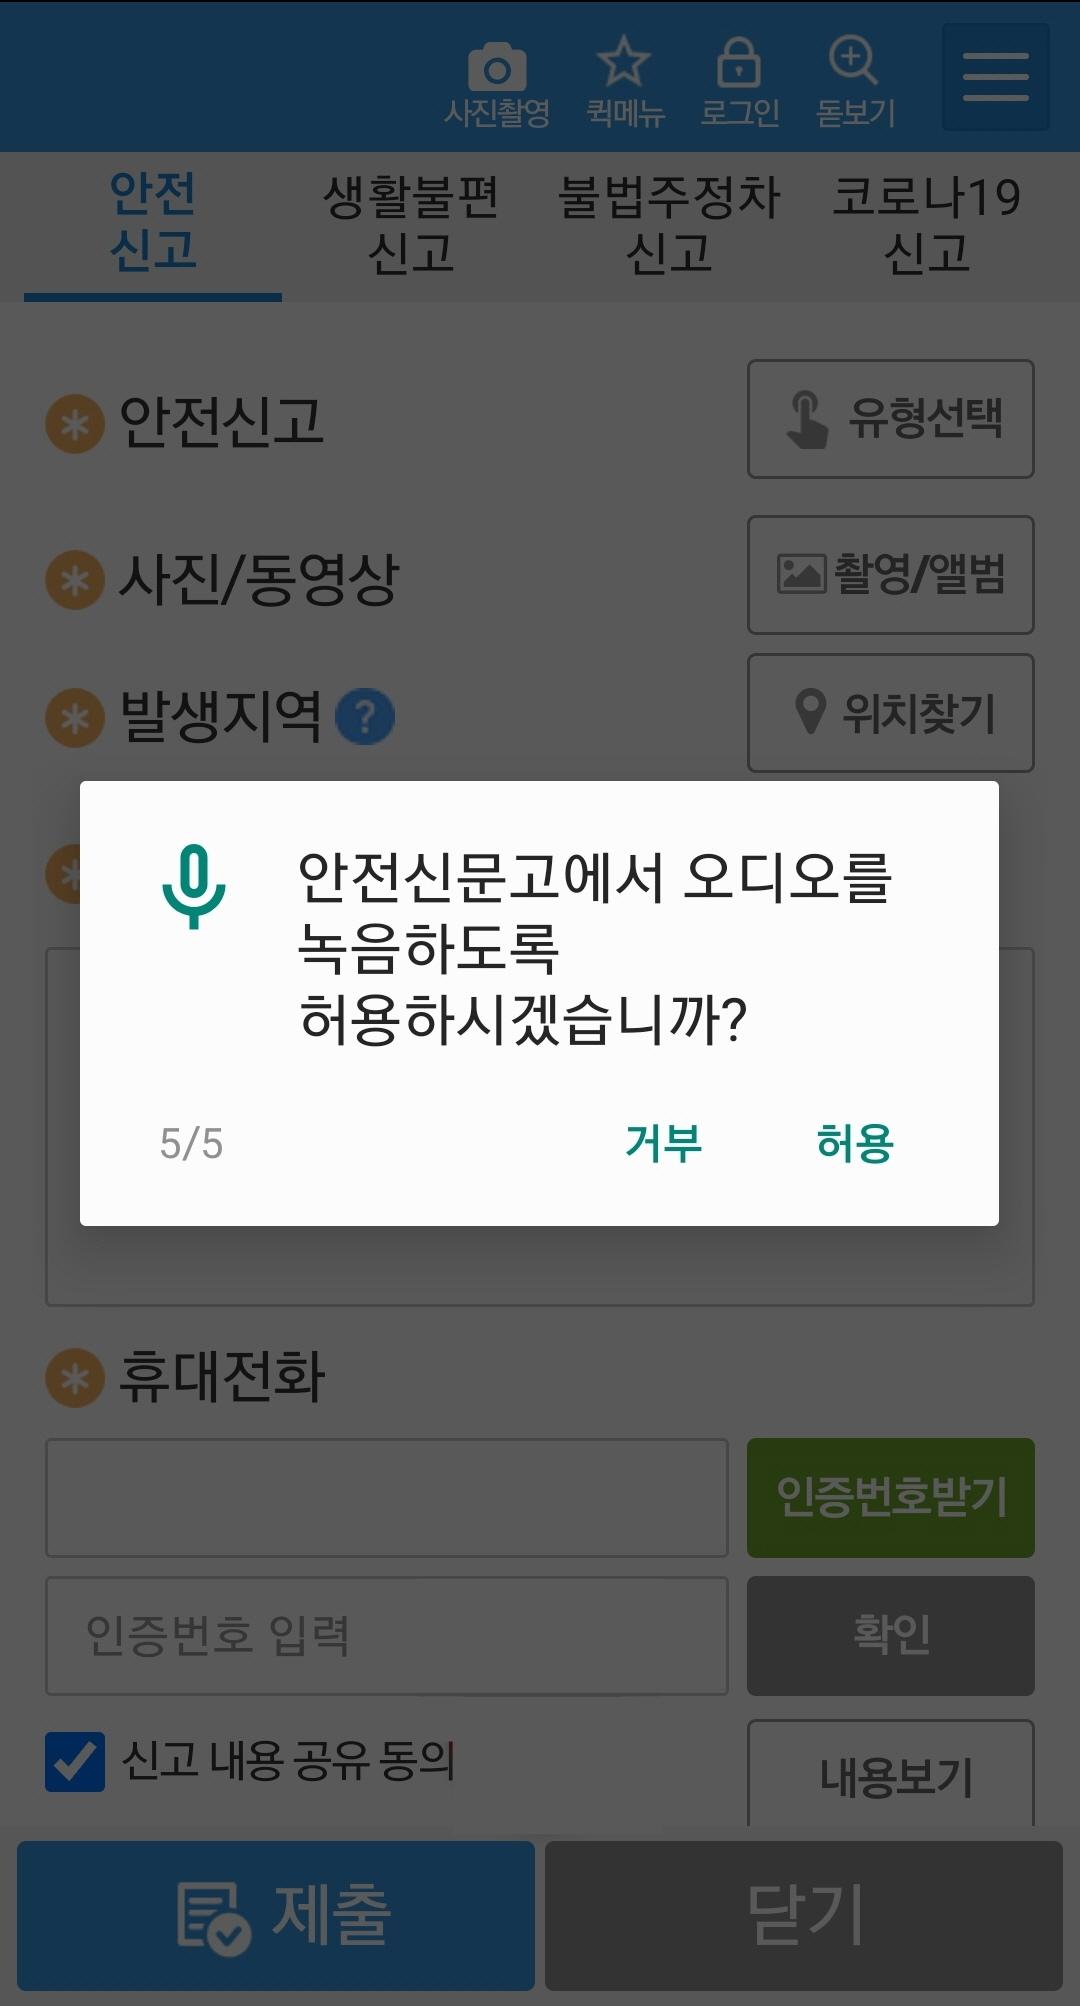 사진촬영 퀵메뉴 로그인 돋보기
안전 신고
생활불편 신고
불법주정차 신고
코로나19 신고
안전신고 유형선택
사진/동영상 촬영/앨범
발생지역 ? 위치찾기
안전신문고에서 오디오를
녹음하도록
허용하시겠습니까?
5/5 거부 허용
휴대전화
인증번호받기
인증번호 입력 확인
신고 내용 공유 동의 내용보기
제출 닫기